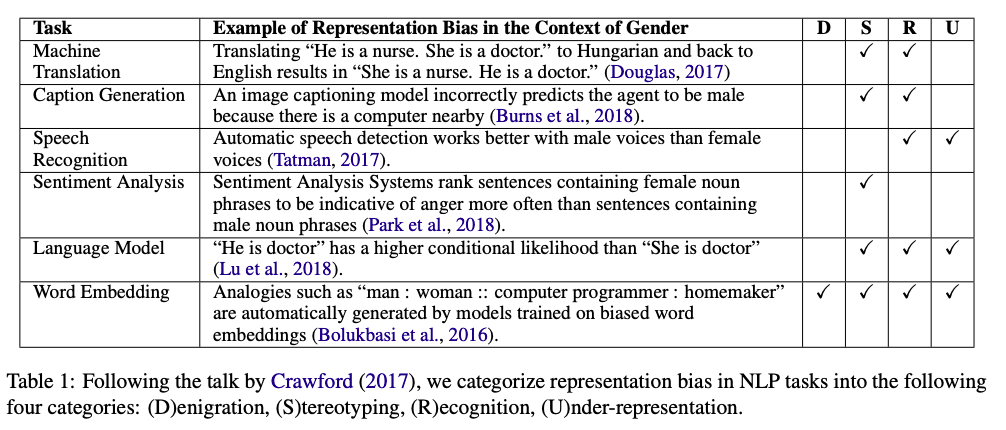 Task Example of Representation Bias in the Context of Gender D S R U
Machine Translating “He is a nurse. She is a doctor.” to Hungarian and back to ✓ ✓
Translation English results in “She is a nurse. He is a doctor.” (Douglas, 2017)
Caption Generation An image captioning model incorrectly predicts the agent to be male ✓ ✓
because there is a computer nearby (Burns et al., 2018).
Speech Automatic speech detection works better with male voices than female ✓ ✓
Recognition voices (Tatman, 2017).
Sentiment Analysis Sentiment Analysis Systems rank sentences containing female noun ✓
phrases to be indicative of anger more often than sentences containing
male noun phrases (Park et al., 2018).
Language Model “He is doctor” has a higher conditional likelihood than “She is doctor” ✓ ✓ ✓
(Lu et al., 2018).
Word Embedding Analogies such as “man : woman :: computer programmer : homemaker” ✓ ✓ ✓ ✓
are automatically generated by models trained on biased word
embeddings (Bolukbasi et al., 2016).
Table 1: Following the talk by Crawford (2017), we categorize representation bias in NLP tasks into the following
four categories: (D)enigration, (S)tereotyping, (R)ecognition, (U)nder-representation.